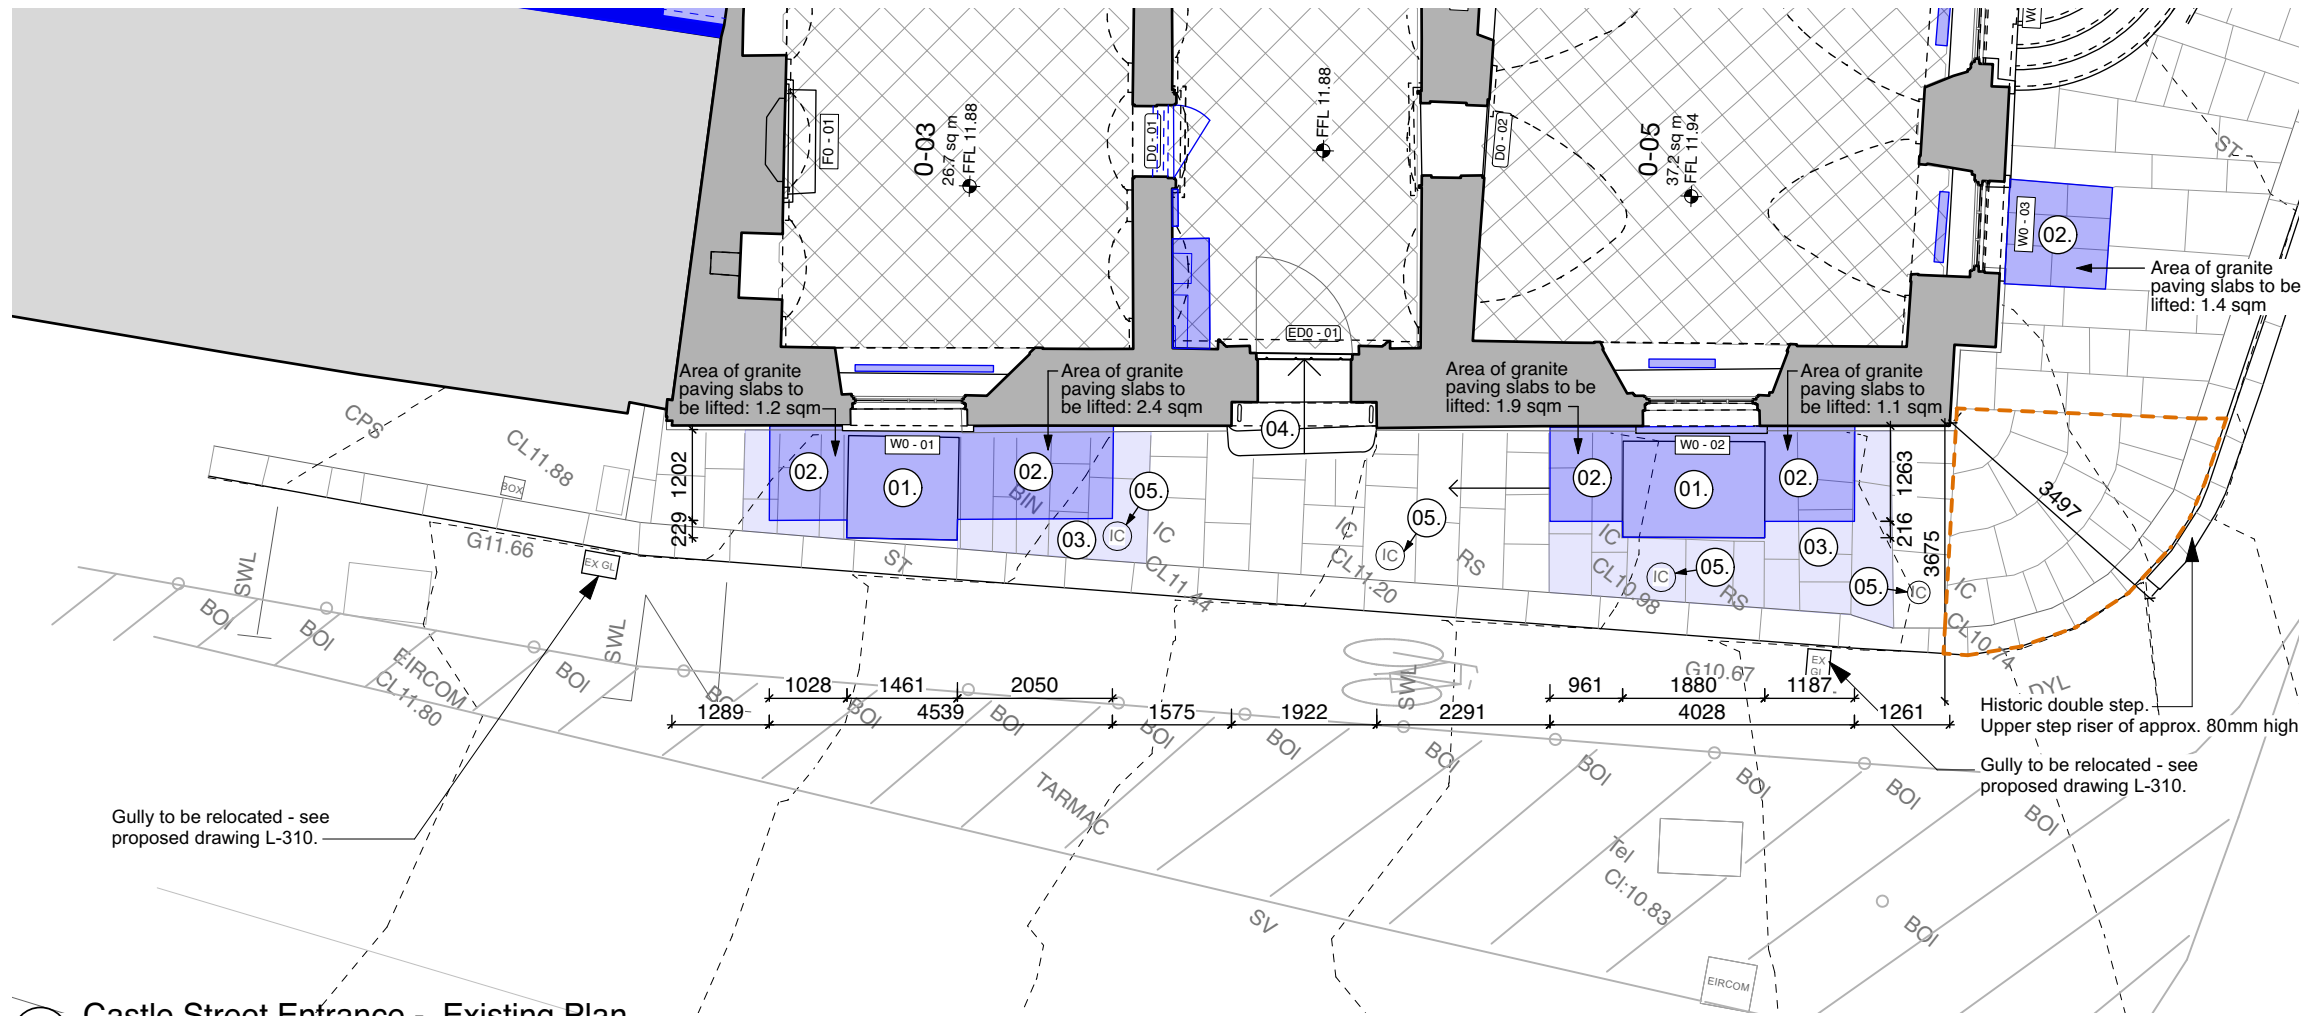 F0 - 01
0-03
26.7 sq m
FFL 11.88
D0 - 01
FFL 11.88
D0 - 02
0-05
37.2 sq m
FFL 11.94
ST
W0 - 03
02.
Area of granite
paving slabs to be
lifted: 1.4 sqm
ED0 - 01
Area of granite
paving slabs to
be lifted: 1.2 sqm
Area of granite
paving slabs to
be lifted: 2.4 sqm
Area of granite
paving slabs to be
lifted: 1.9 sqm
Area of granite
paving slabs to
be lifted: 1.1 sqm
04.
CPS
CL11.88
BOX
W0 - 01
W0 - 02
1202
229
02.
01.
02.
BIN
05.
03.
IC
IC
CL11.44
ST
05.
IC
IC
CL11.20
RS
02.
01.
02.
IC
CL10.98
05.
IC
RS
03.
05.
IC
1263
216
3675
3497
IC
CL10.74
G11.66
EX GL
SWL
BOI
BOI
SWL
BOI
EIRCOM
CL11.80
EX
GL
G10.67
DYL
SWL
1028
1461
2050
961
1880
1187
1289
4539
1575
1922
2291
4028
1261
BOI
BOI
BOI
BOI
BOI
BOI
BOI
BOI
BOI
BOI
Historic double step.
Upper step riser of approx. 80mm high
Gully to be relocated - see
proposed drawing L-310.
Gully to be relocated - see
proposed drawing L-310.
TARMAC
Tel
Cl:10.83
SV
EIRCOM
Castle Street Entrance - Existing Plan